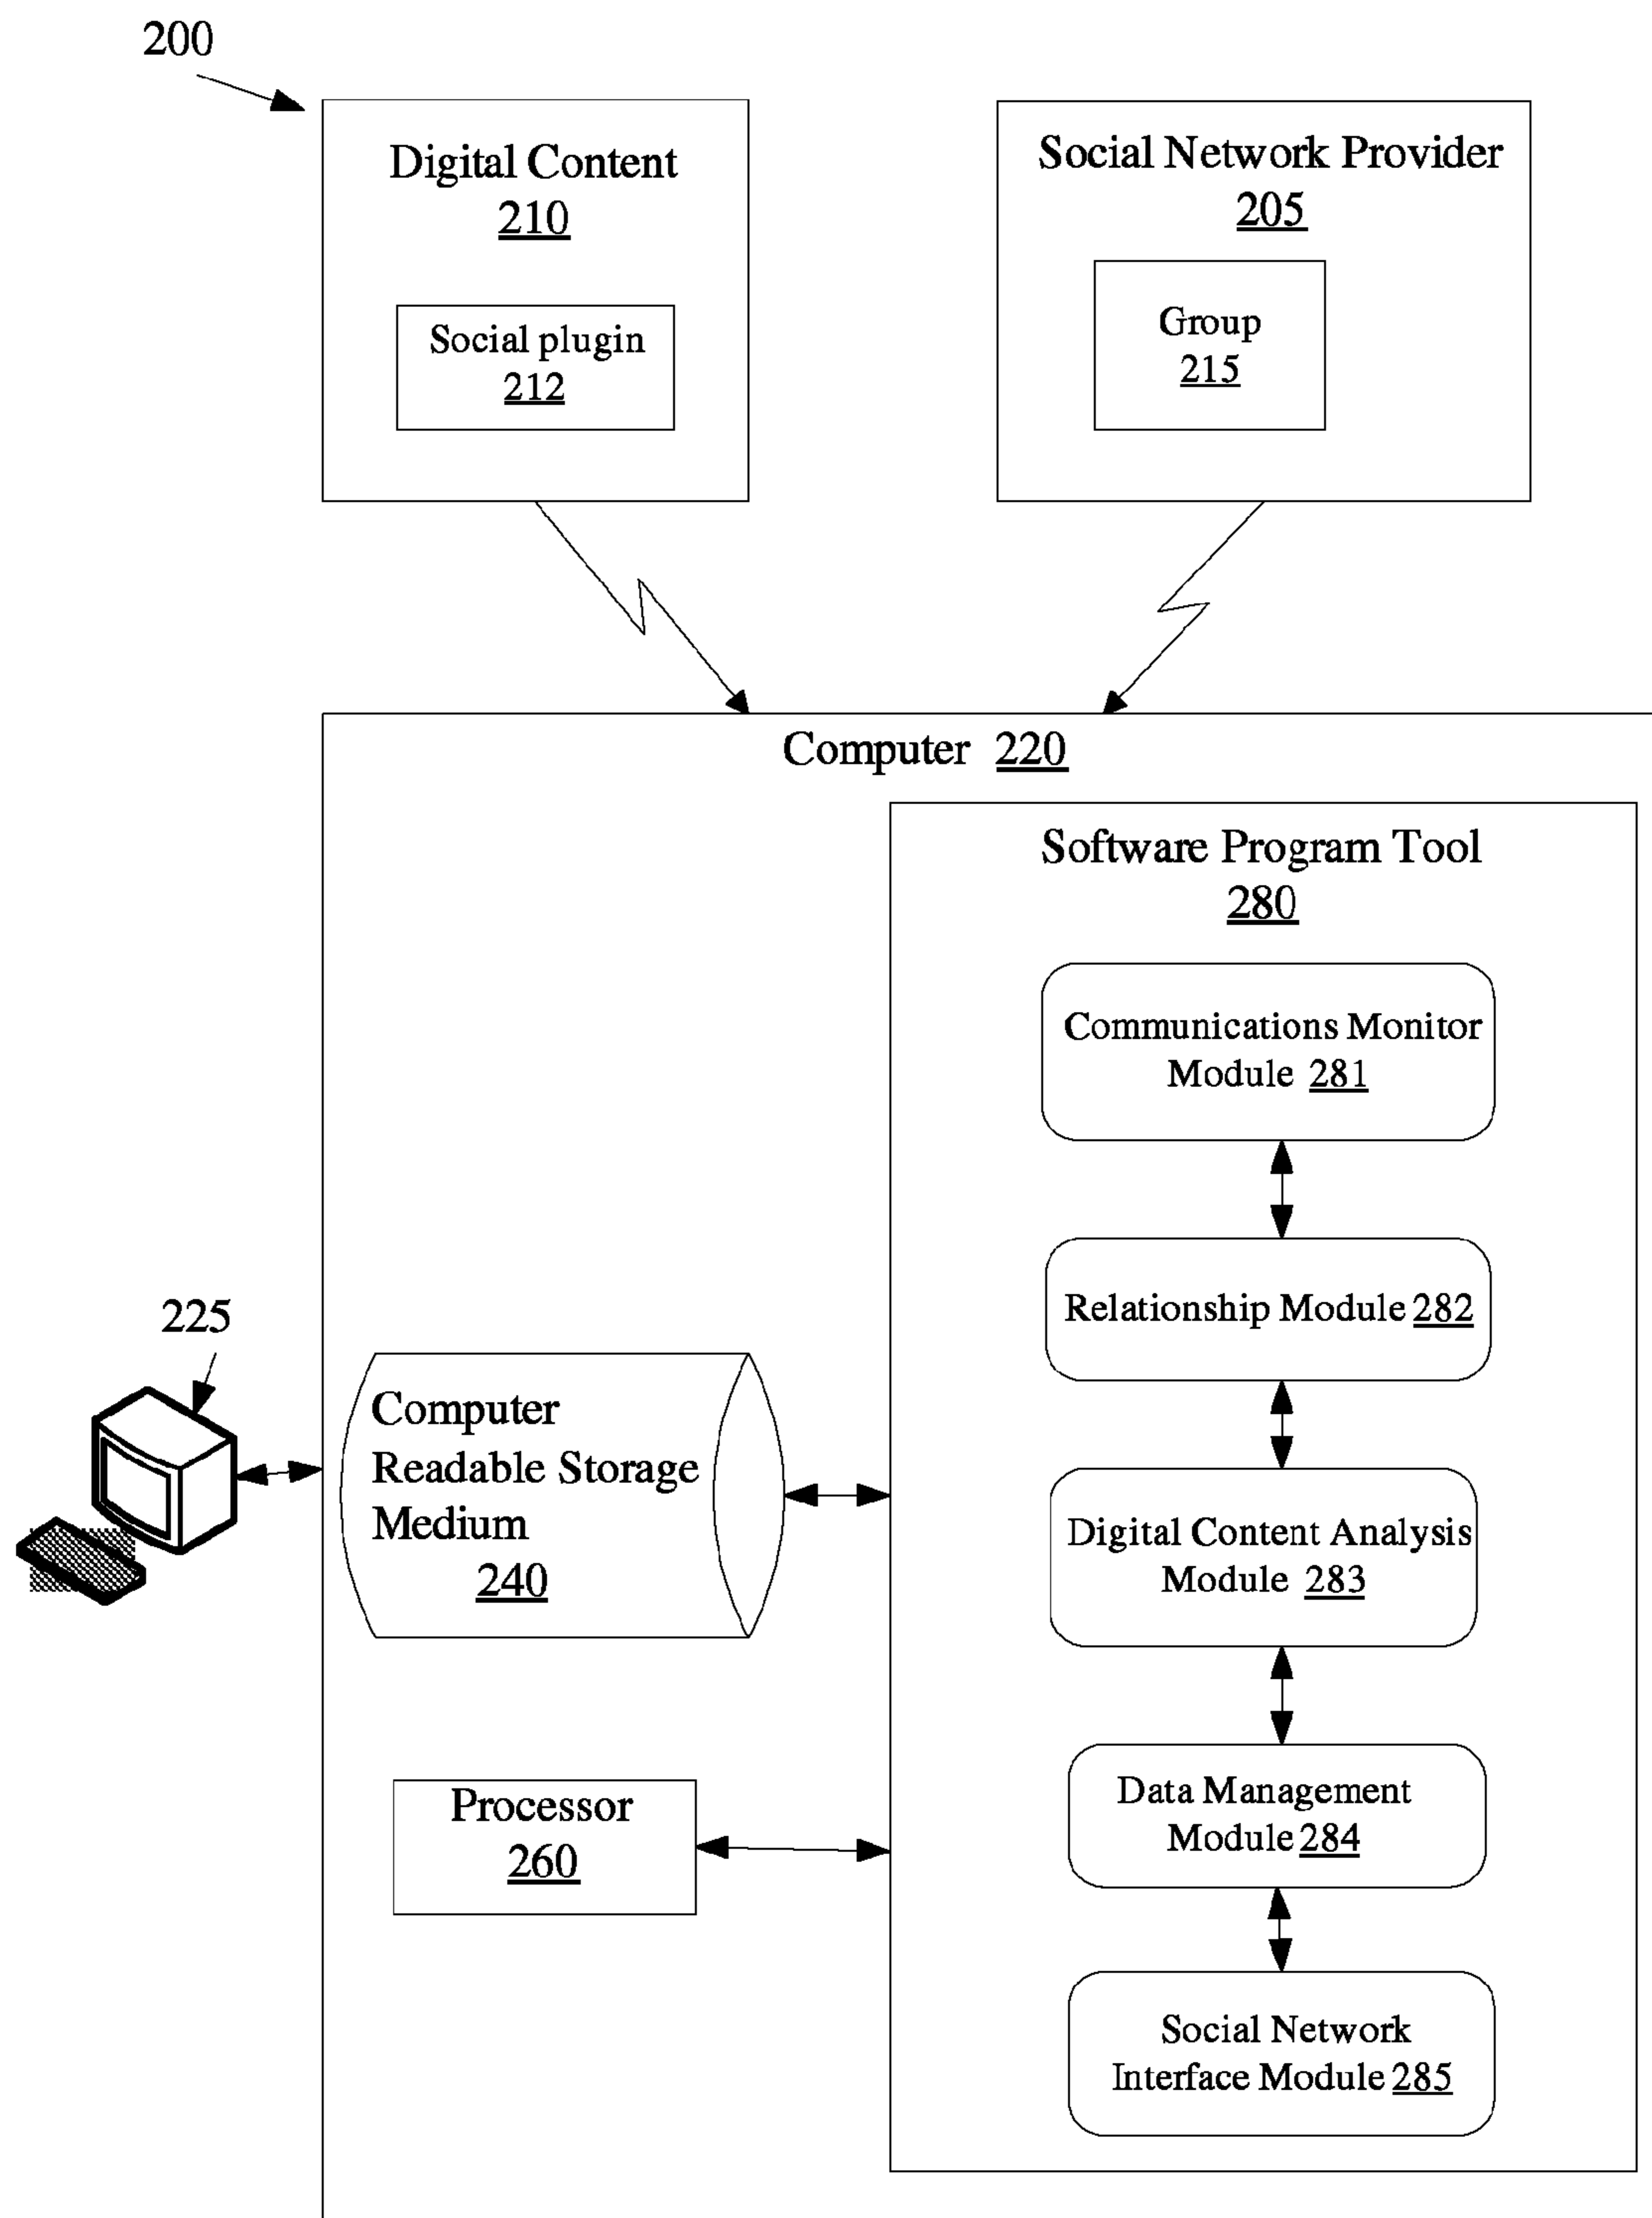 200
Digital Content
210
Social plugin
212
Social Network Provider
205
Group
215
Computer 220
Software Program Tool
280
Communications Monitor
Module 281
Relationship Module 282
225
Computer
Readable Storage
Medium
240
Digital Content Analysis
Module 283
Processor
260
Data Management
Module 284
Social Network
Interface Module 285